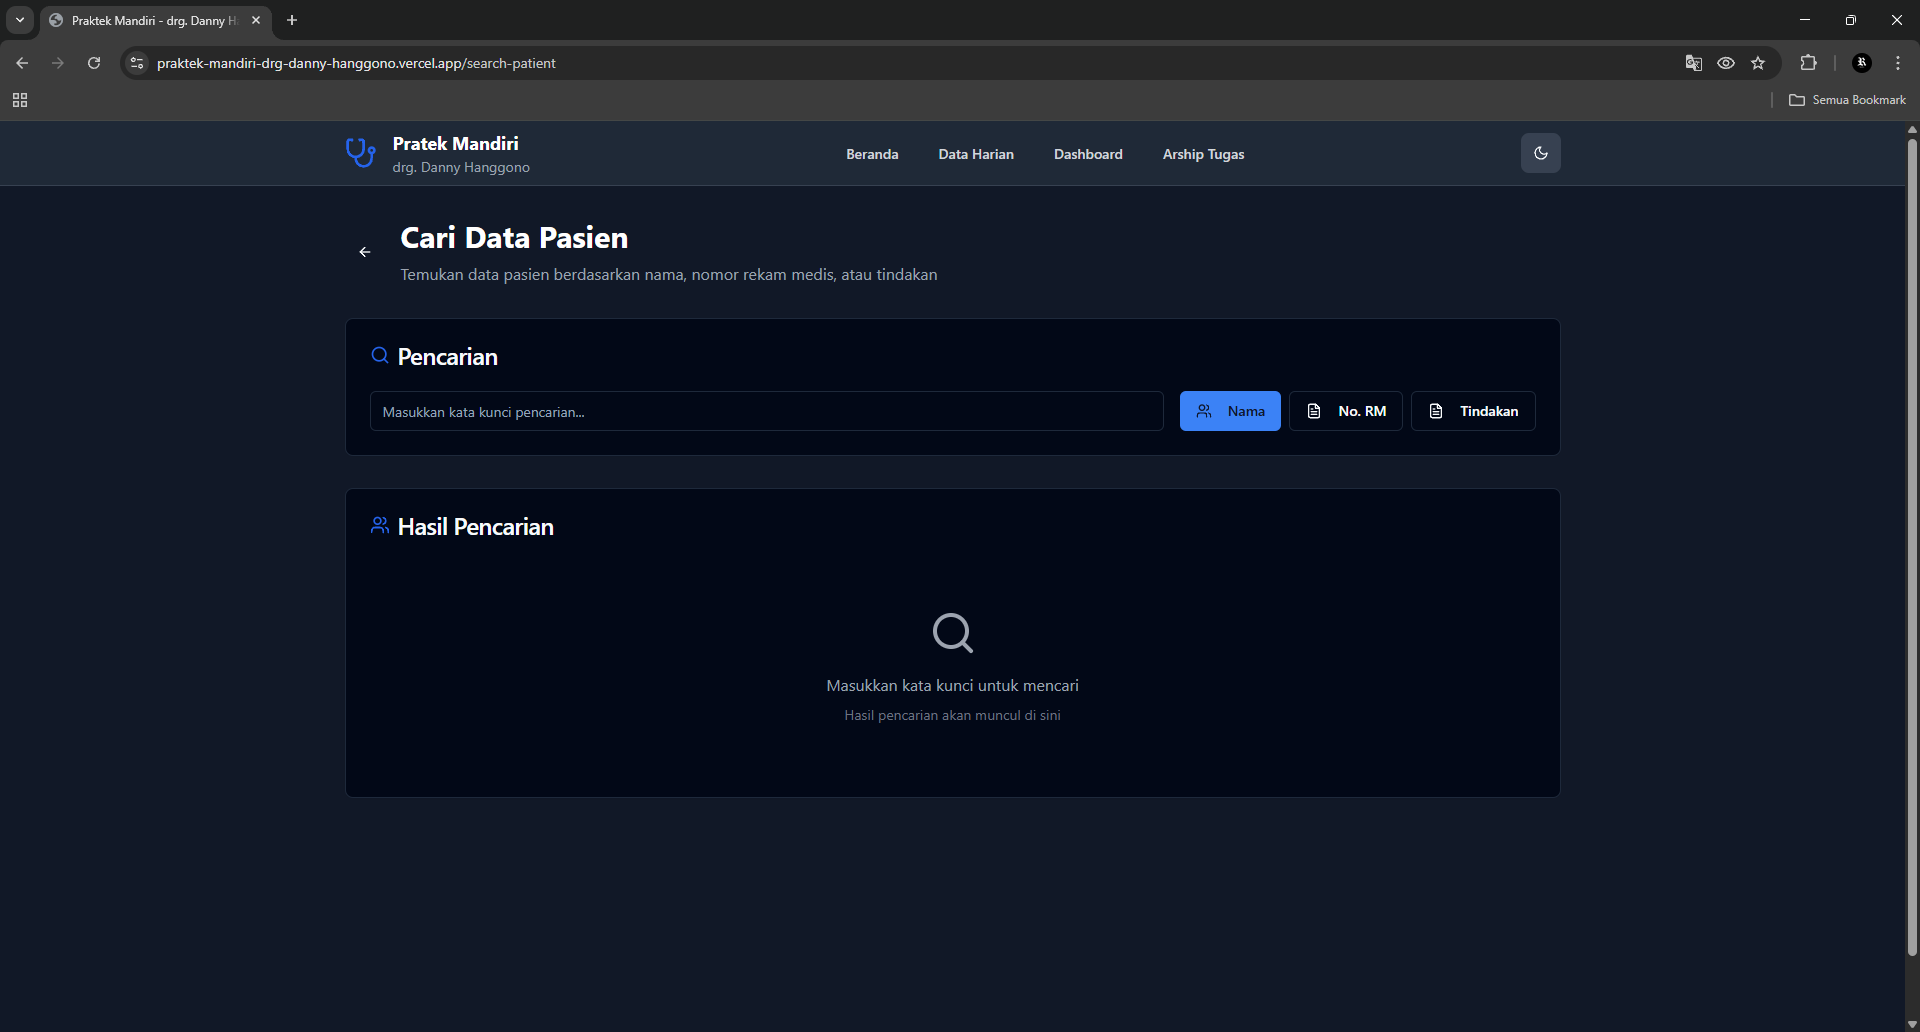 Praktek Mandiri - drg. Danny H
praktek-mandiri-drg-danny-hanggono.vercel.app/search-patient
Semua Bookmark
Pratek Mandiri
drg. Danny Hanggono
Beranda
Data Harian
Dashboard
Arship Tugas
Cari Data Pasien
Temukan data pasien berdasarkan nama, nomor rekam medis, atau tindakan
Pencarian
Masukkan kata kunci pencarian...
Nama
No. RM
Tindakan
Hasil Pencarian
Masukkan kata kunci untuk mencari
Hasil pencarian akan muncul di sini